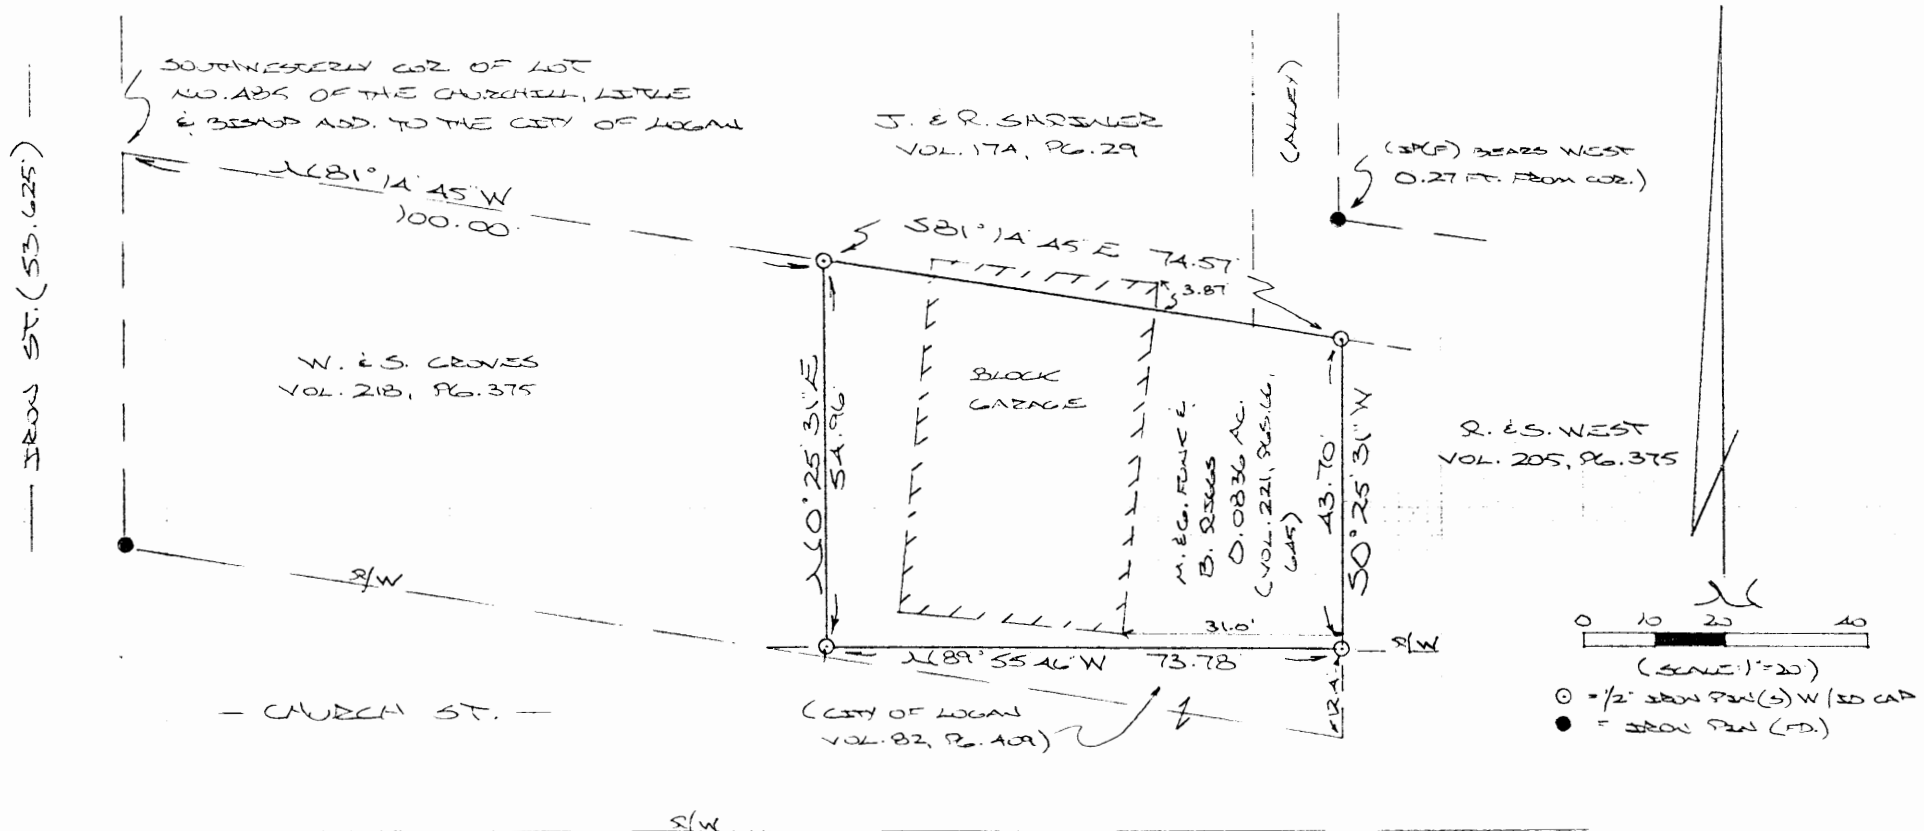 SOUTHWESTERLY COR. OF LOT
NO. 485 OF THE CHURCHILL, LITLE
& BISHOP ADD. TO THE CITY OF LOGAN
J. & R. SHRINER
VOL. 174, PG. 29
(ALLEY)
(IP(F) BEARS WEST
0.27 FT. FROM COR.)
IRON ST. (53.625')
N81° 14' 45" W
100.00'
S81° 14' 45" E 74.57'
3.87'
W. & S. GROVES
VOL. 218, PG. 375
BLOCK
GARAGE
N0° 25' 31" E
54.96'
M. & G. FUNK &
B. RIGGS
0.0836 AC.
(VOL. 221, PGS.
645)
43.70'
S0° 25' 31" W
R. & S. WEST
VOL. 205, PG. 375
R/W
31.0'
N89° 55' 46" W 73.78'
R/W
12.4'
- CHURCH ST. -
(CITY OF LOGAN
VOL. 82, PG. 409)
N
0 10 20 40
(SCALE: 1"=20')
⊙ = 1/2" IRON PIN(S) W/ID CAP
● = IRON PIN (FD.)
R/W